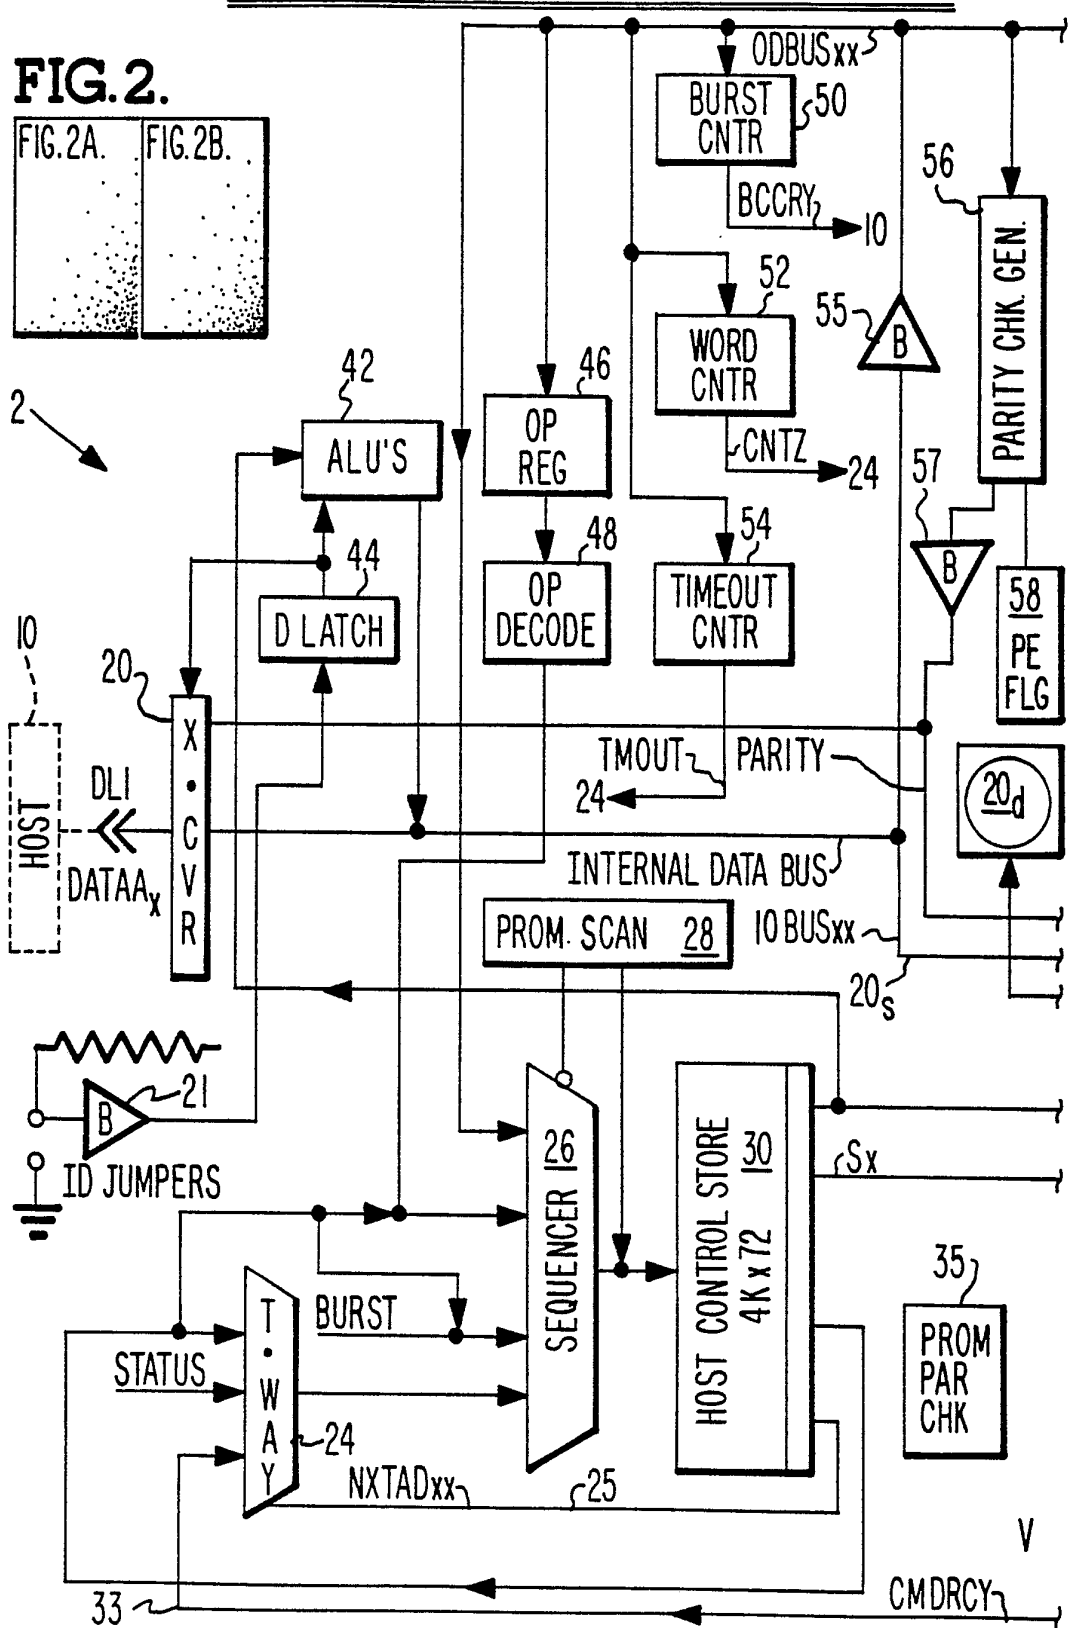 ODBUSxx
FIG.2.
FIG.2A.
FIG.2B.
BURST
CNTR
50
BCCRY
10
56
PARITY CHK. GEN.
52
WORD
CNTR
55
B
CNTZ
24
42
ALU'S
46
OP
REG
2
57
B
44
D LATCH
48
OP
DECODE
54
TIMEOUT
CNTR
58
PE
FLG
10
HOST
20
X·CVR
DLI
DATAAx
TMOUT
24
PARITY
20d
INTERNAL DATA BUS
IOBUSxx
20s
PROM. SCAN 28
21
B
ID JUMPERS
SEQUENCER 26
HOST CONTROL STORE
4K x 72
30
Sx
BURST
STATUS
T·WAY
24
35
PROM
PAR
CHK
NXTADxx
25
V
33
CMDRCY